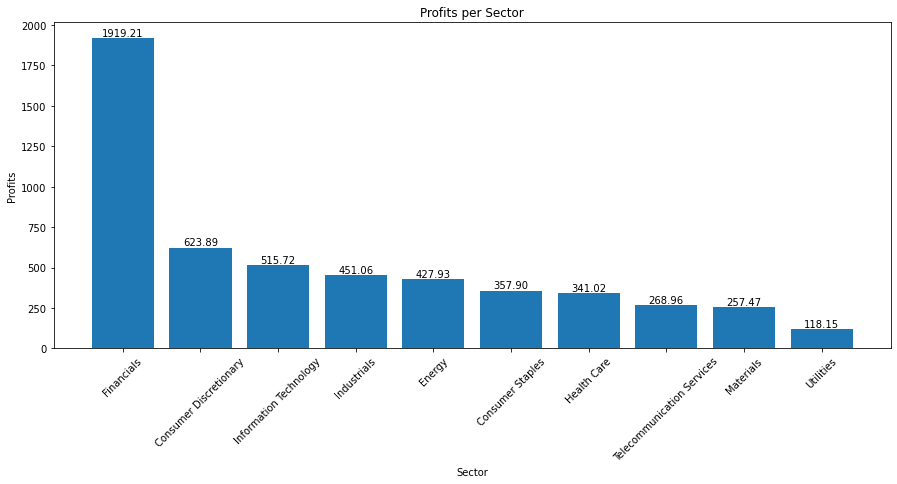 Profits per Sector
Profits
2000
1750
1500
1250
1000
750
500
250
0
1919.21
623.89
515.72
451.06
427.93
357.90
341.02
268.96
257.47
118.15
Financials
Consumer Discretionary
Information Technology
Industrials
Energy
Consumer Staples
Health Care
Telecommunication Services
Materials
Utilities
Sector